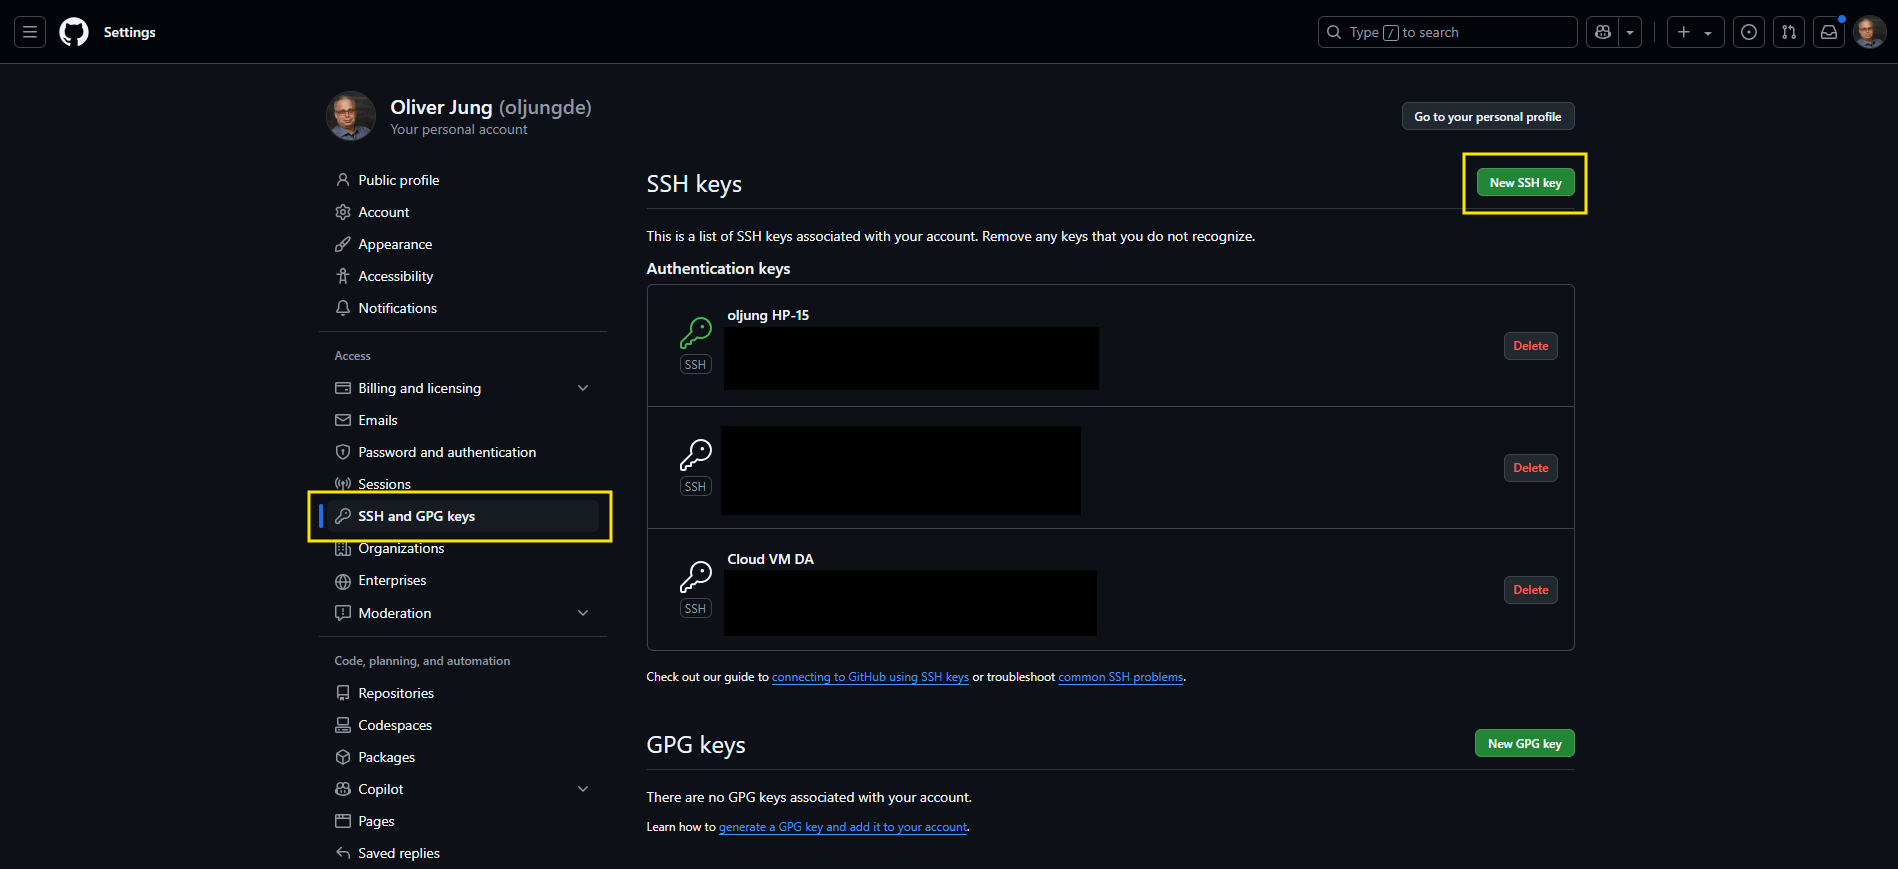 Settings
Type / to search
Oliver Jung (oljungde)
Your personal account
Go to your personal profile
Public profile
Account
Appearance
Accessibility
Notifications
Access
Billing and licensing
Emails
Password and authentication
Sessions
SSH and GPG keys
Organizations
Enterprises
Moderation
Code, planning, and automation
Repositories
Codespaces
Packages
Copilot
Pages
Saved replies
SSH keys
New SSH key
This is a list of SSH keys associated with your account. Remove any keys that you do not recognize.
Authentication keys
oljung HP-15
SSH
Delete
SSH
Delete
Cloud VM DA
SSH
Delete
Check out our guide to connecting to GitHub using SSH keys or troubleshoot common SSH problems.
GPG keys
New GPG key
There are no GPG keys associated with your account.
Learn how to generate a GPG key and add it to your account.